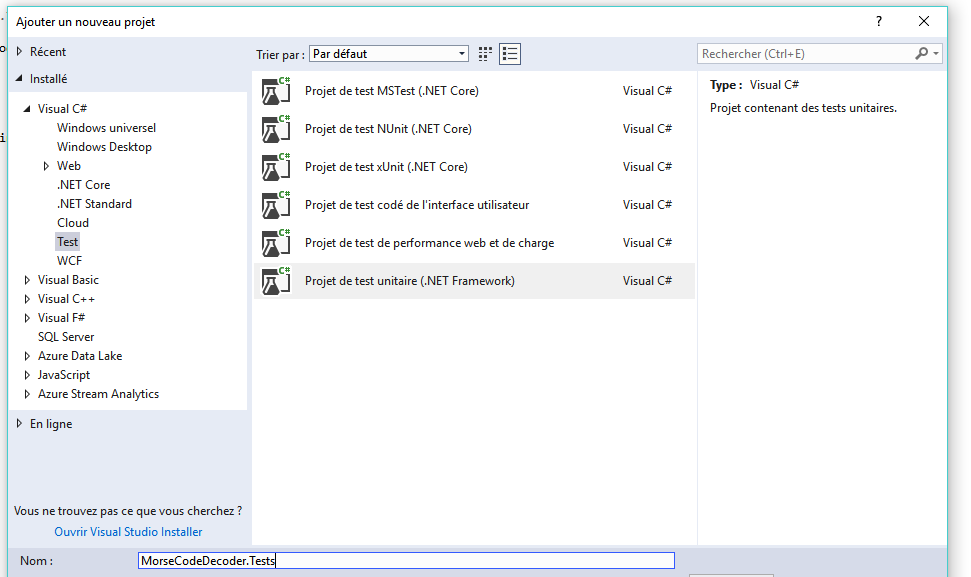 Ajouter un nouveau projet
?
Récent
Trier par : Par défaut
Rechercher (Ctrl+E)
Installé
Visual C#
Windows universel
Windows Desktop
Web
.NET Core
.NET Standard
Cloud
Test
WCF
Visual Basic
Visual C++
Visual F#
SQL Server
Azure Data Lake
JavaScript
Azure Stream Analytics
En ligne
Vous ne trouvez pas ce que vous cherchez ?
Ouvrir Visual Studio Installer
C# Projet de test MSTest (.NET Core) Visual C#
C# Projet de test NUnit (.NET Core) Visual C#
C# Projet de test xUnit (.NET Core) Visual C#
C# Projet de test codé de l'interface utilisateur Visual C#
C# Projet de test de performance web et de charge Visual C#
C# Projet de test unitaire (.NET Framework) Visual C#
Type : Visual C#
Projet contenant des tests unitaires.
Nom : MorseCodeDecoder.Tests